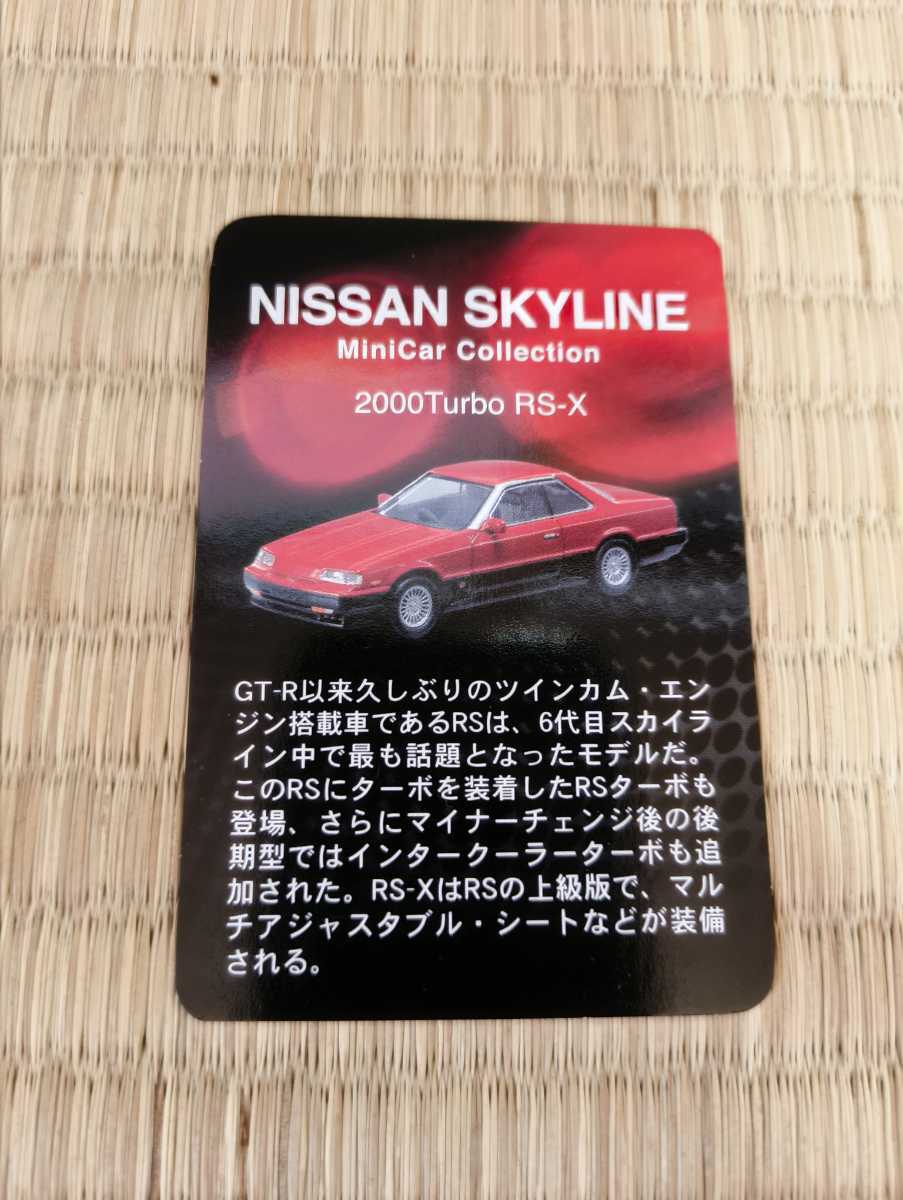 NISSAN SKYLINE
MiniCar Collection
2000Turbo RS-X
GT-R以来久しぶりのツインカム・エン
ジン搭載車であるRSは、6代目スカイラ
イン中で最も話題となったモデルだ。
このRSにターボを装着したRSターボも
登場、さらにマイナーチェンジ後の後
期型ではインタークーラーターボも追
加された。RS-XはRSの上級版で、マル
チアジャスタブル・シートなどが装備
される。